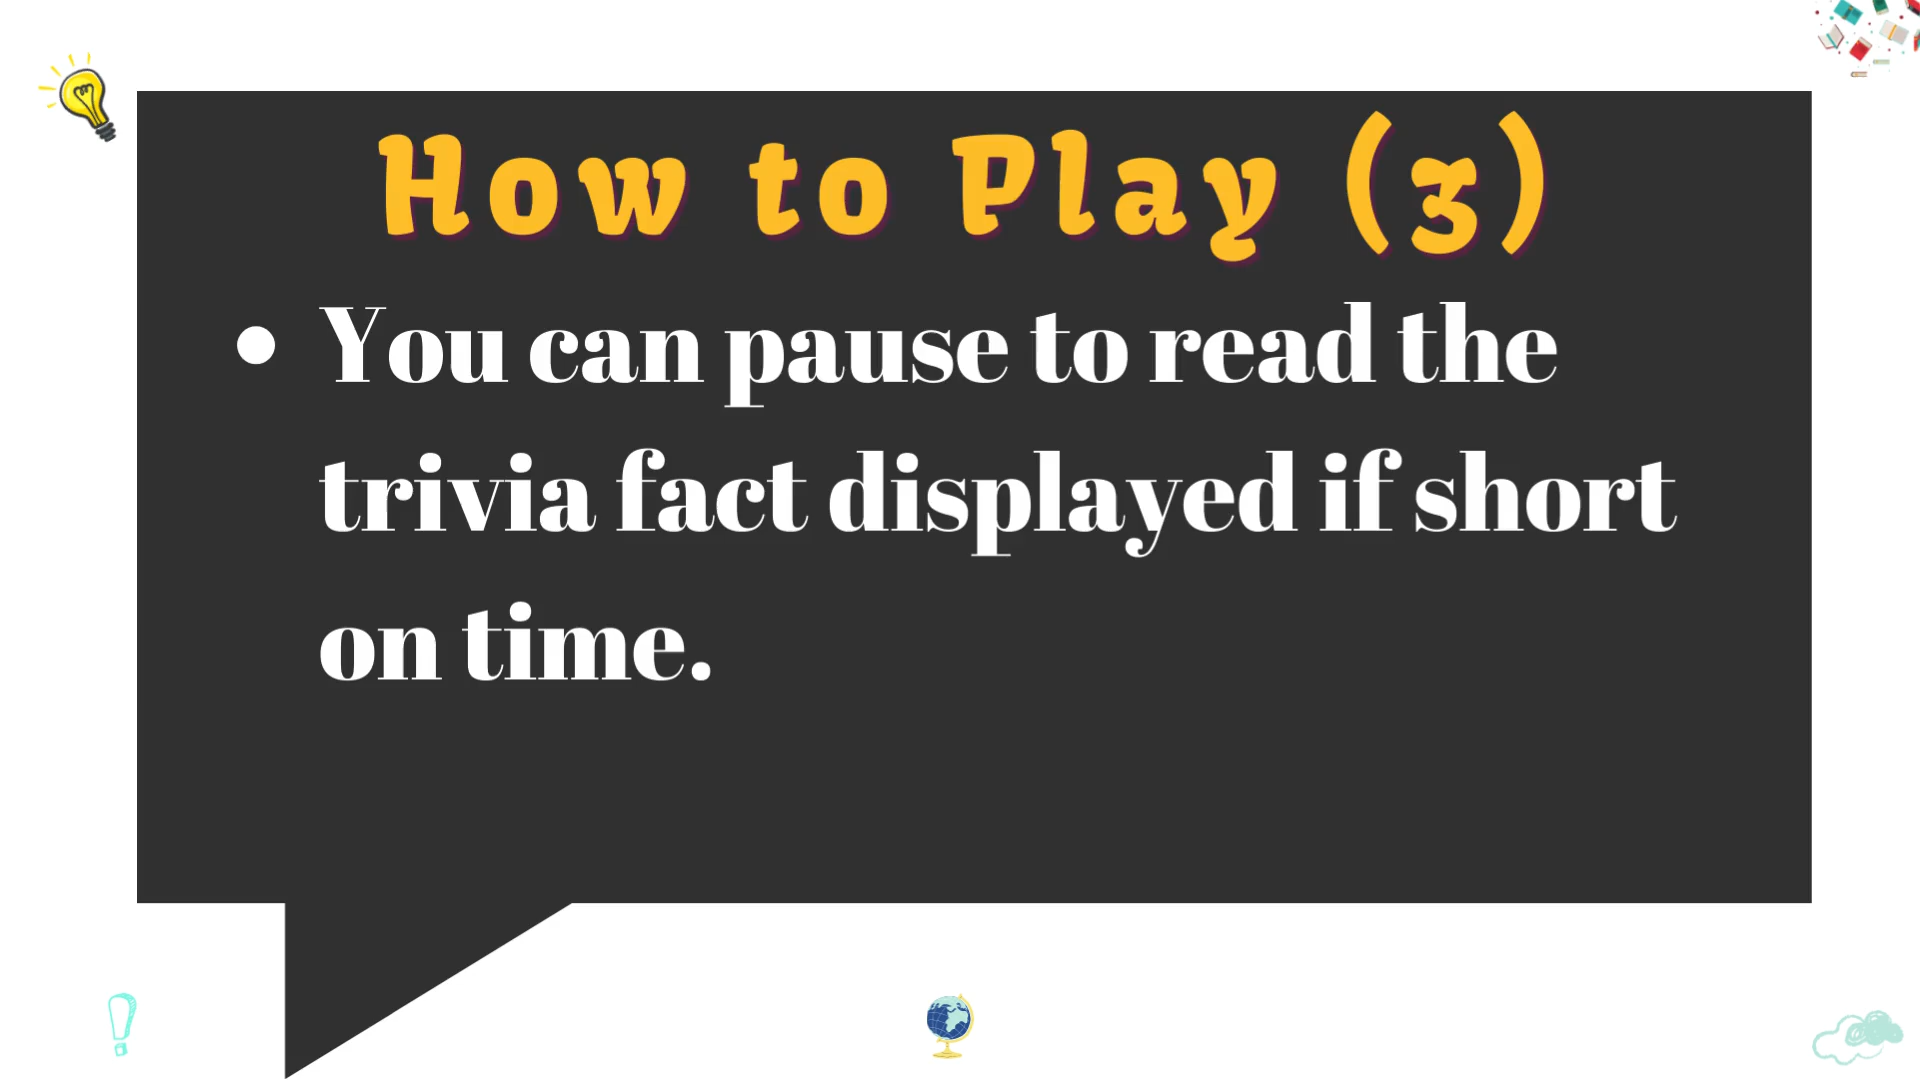 How to Play (3)
• You can pause to read the
trivia fact displayed if short
on time.